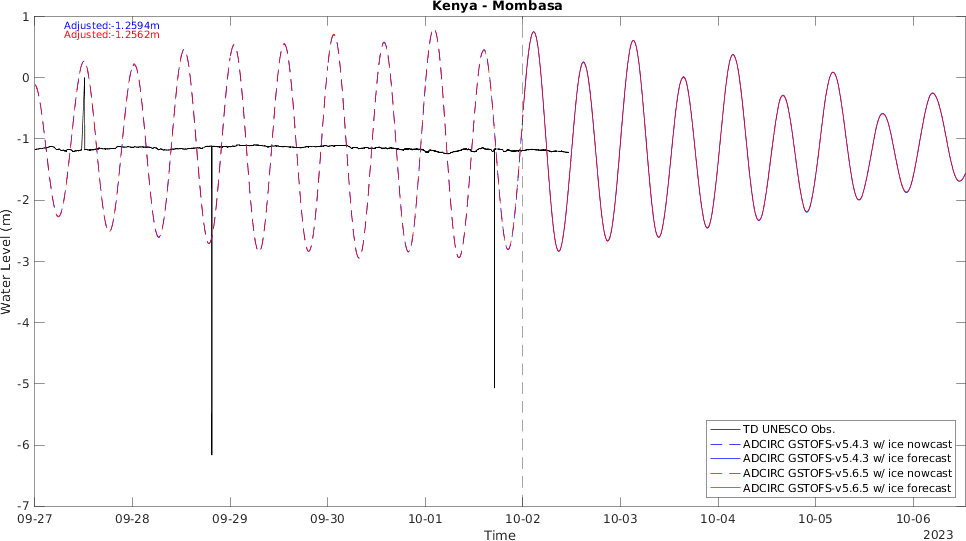 Kenya - Mombasa
Adjusted:-1.2594m
Adjusted:-1.2562m
1
0
-1
-2
-3
-4
-5
-6
-7
Water Level (m)
TD UNESCO Obs.
ADCIRC GSTOFS-v5.4.3 w/ ice nowcast
ADCIRC GSTOFS-v5.4.3 w/ ice forecast
ADCIRC GSTOFS-v5.6.5 w/ ice nowcast
ADCIRC GSTOFS-v5.6.5 w/ ice forecast
09-27 09-28 09-29 09-30 10-01 10-02 10-03 10-04 10-05 10-06
Time
2023